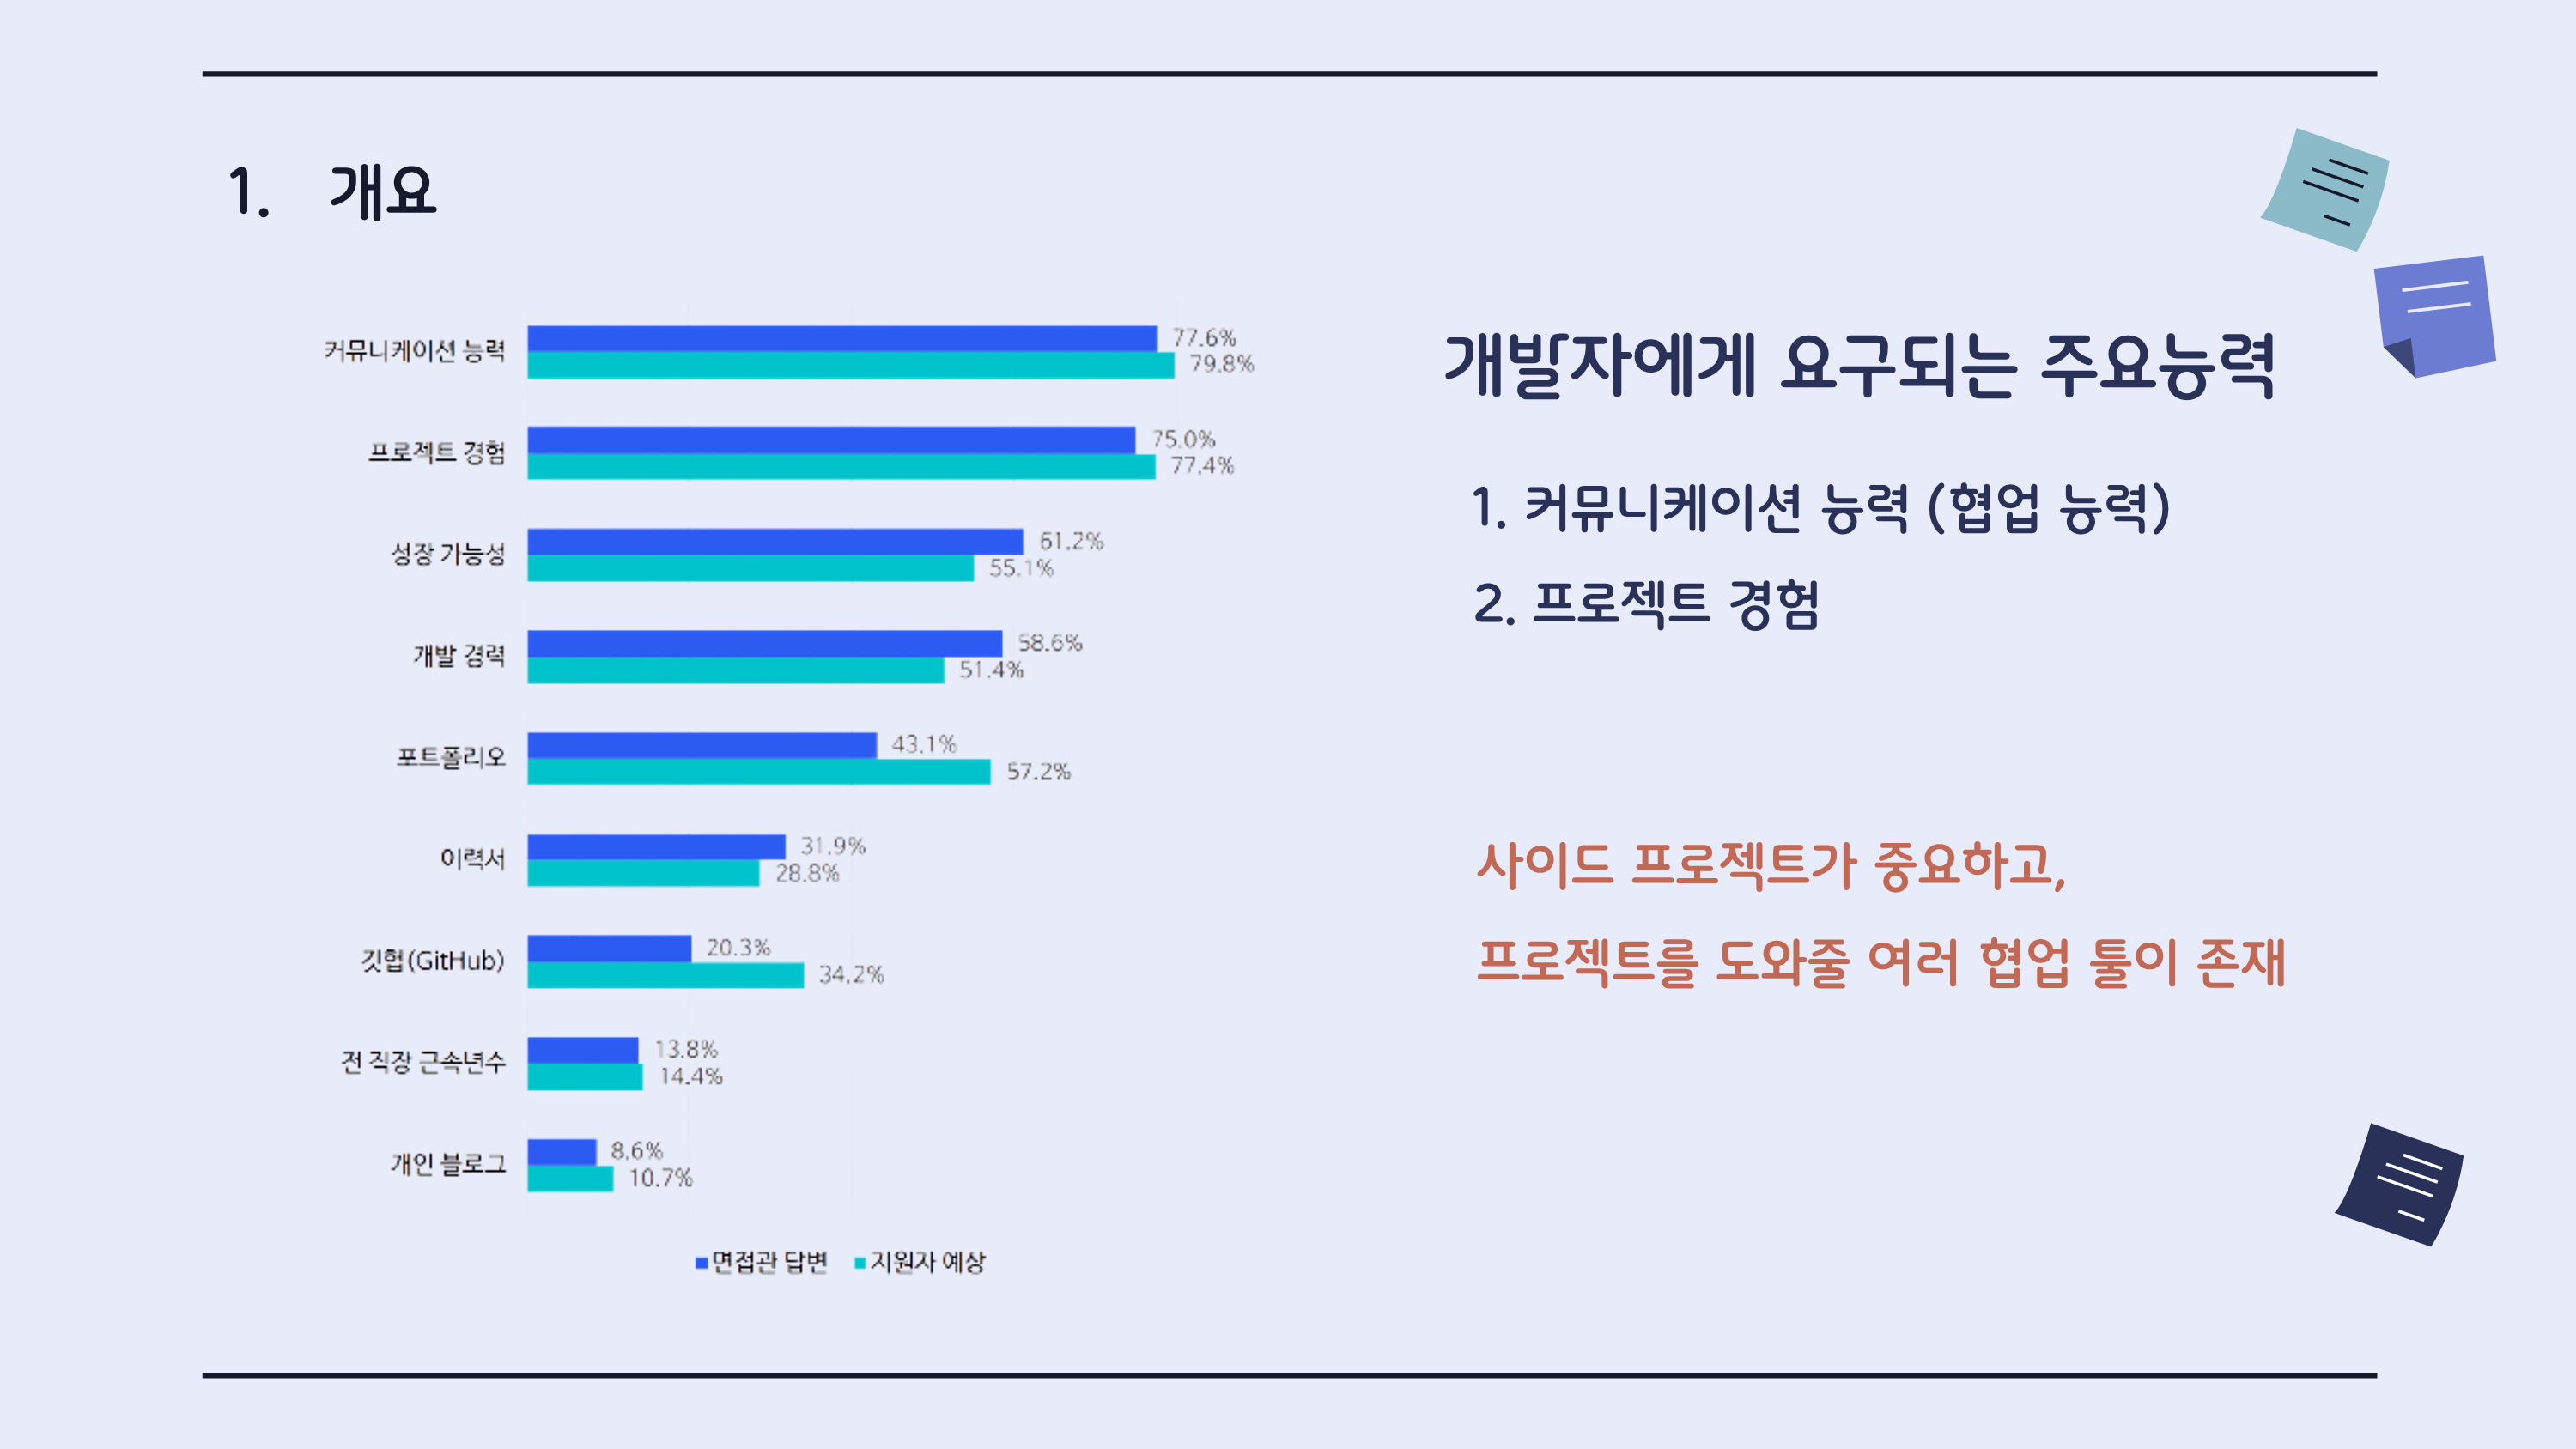 1. 개요
커뮤니케이션 능력
77.6%
79.8%
프로젝트 경험
75.0%
77.4%
성장 가능성
61.2%
55.1%
개발 경력
58.6%
51.4%
포트폴리오
43.1%
57.2%
이력서
31.9%
28.8%
깃헙(GitHub)
20.3%
34.2%
전 직장 근속년수
13.8%
14.4%
개인 블로그
8.6%
10.7%
면접관 답변 지원자 예상
개발자에게 요구되는 주요능력
1. 커뮤니케이션 능력 (협업 능력)
2. 프로젝트 경험
사이드 프로젝트가 중요하고,
프로젝트를 도와줄 여러 협업 툴이 존재